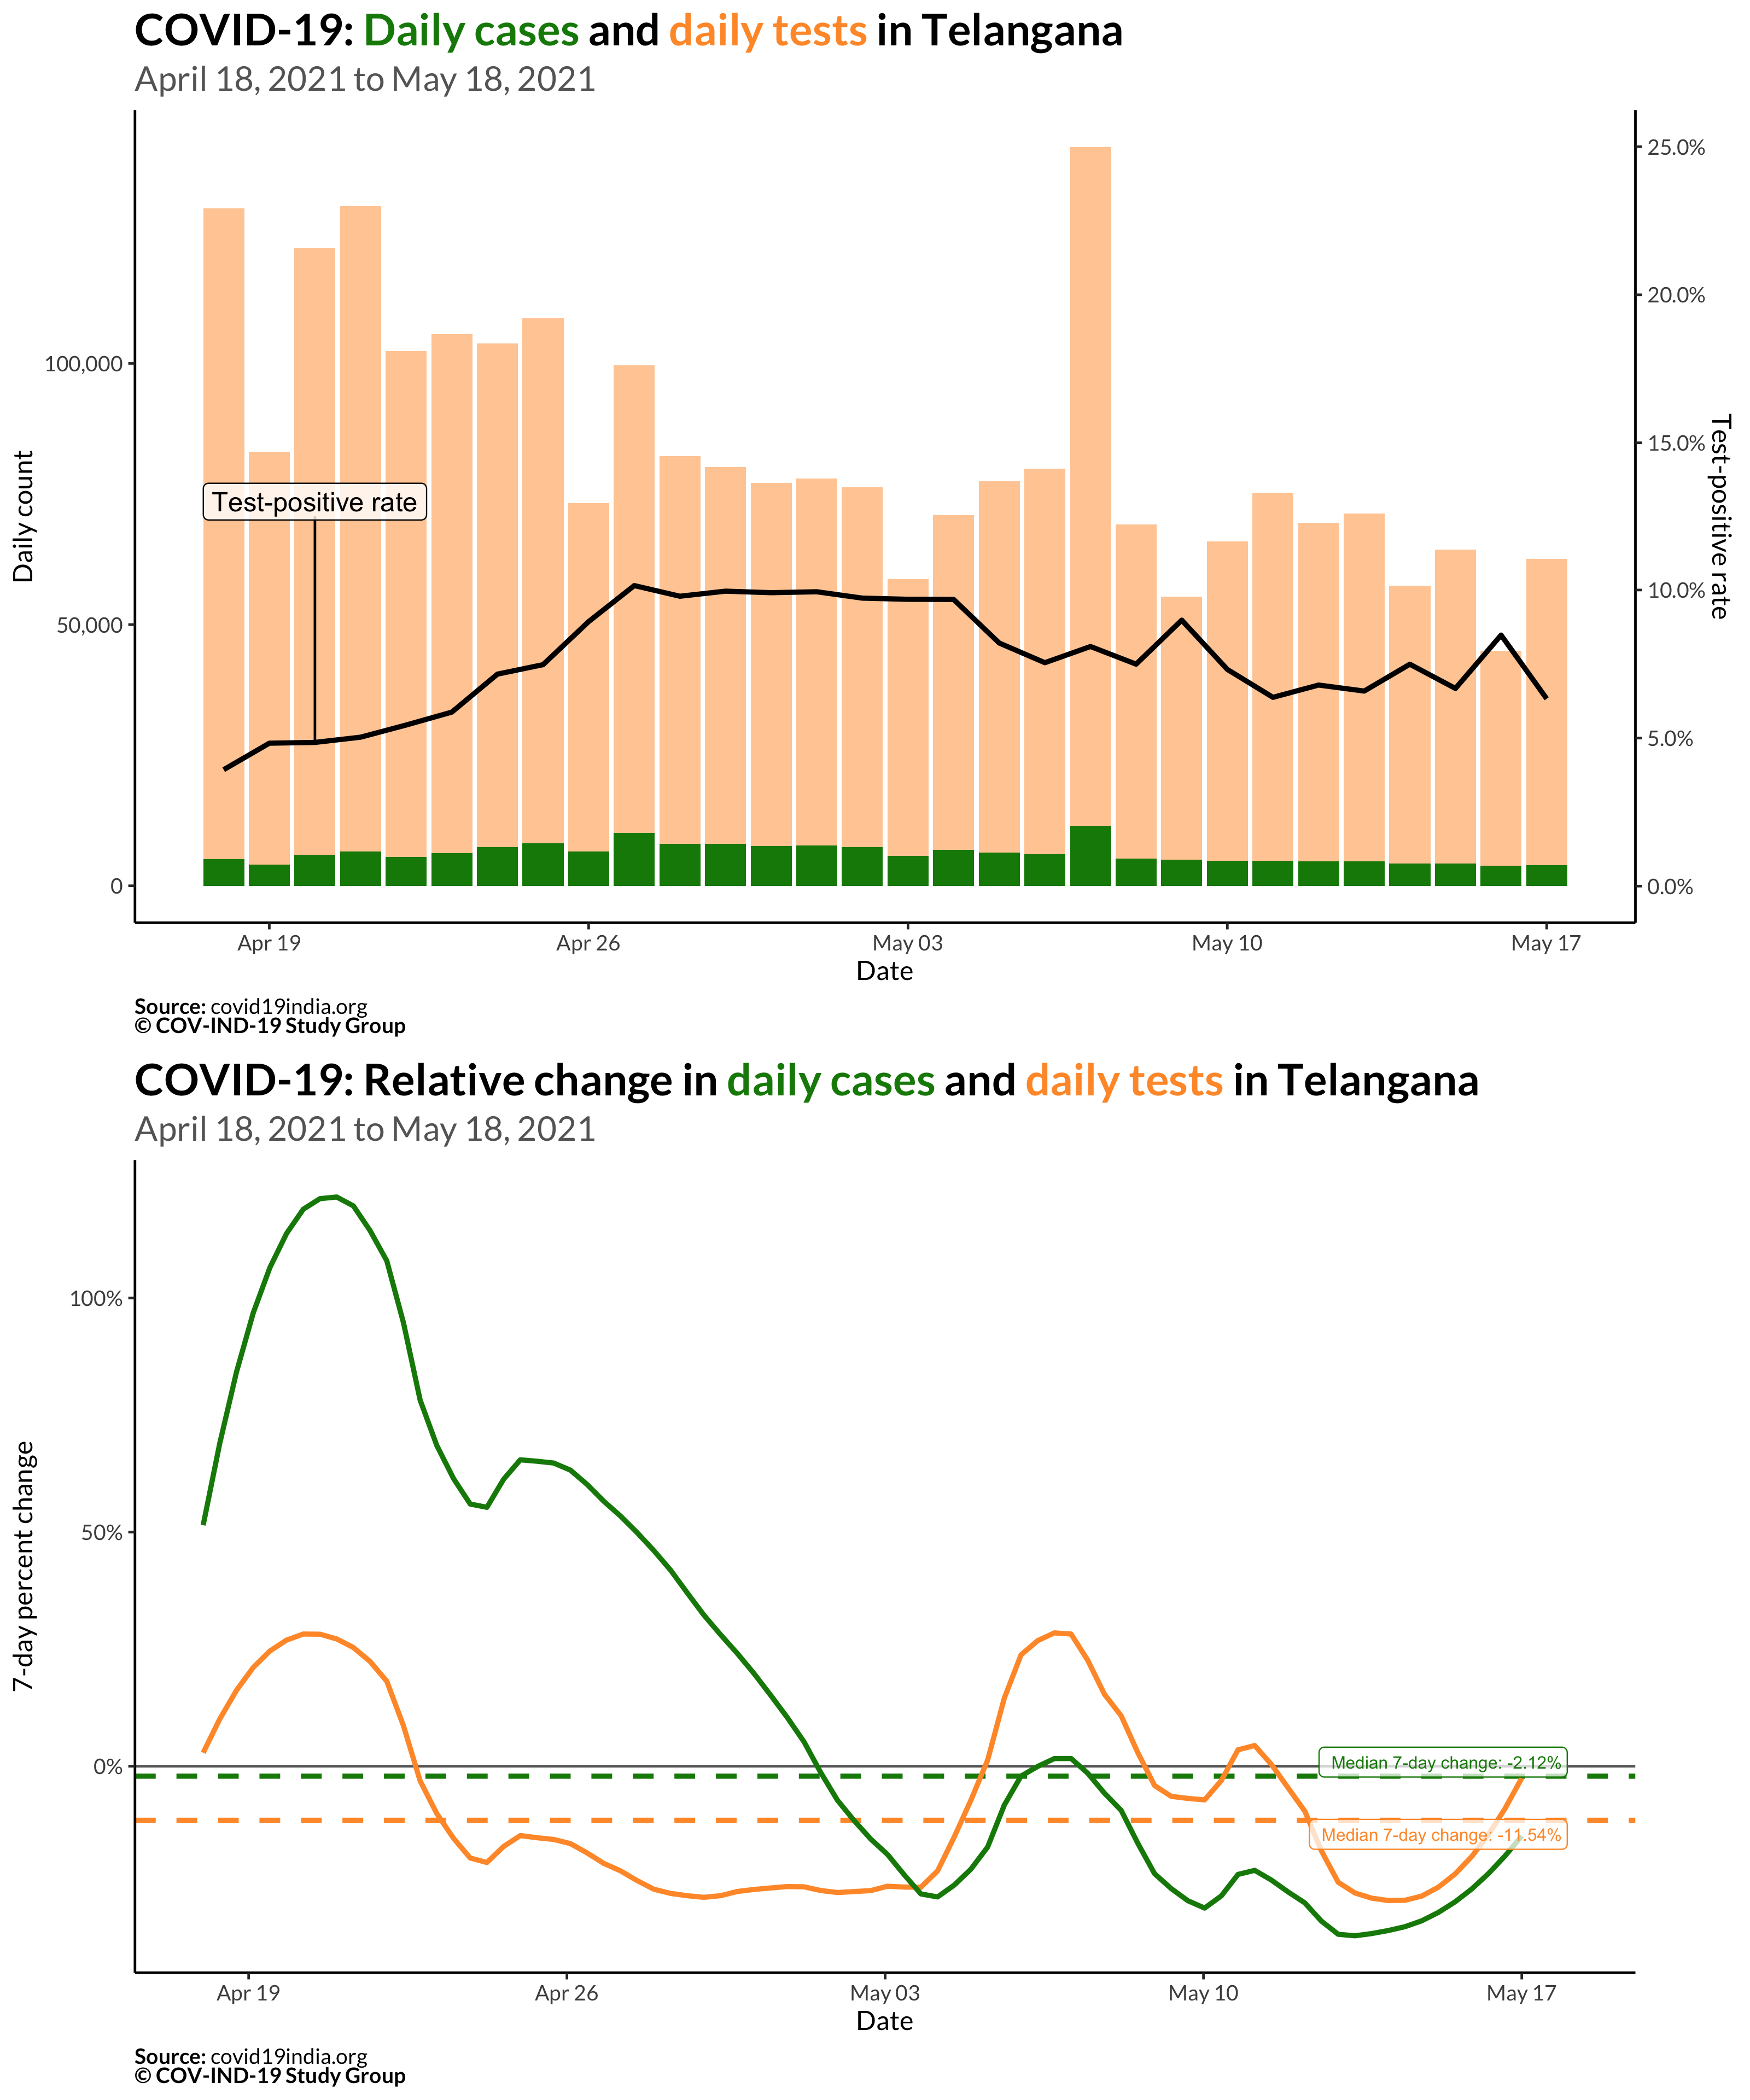 COVID-19: Daily cases and daily tests in Telangana
April 18, 2021 to May 18, 2021
25.0%
20.0%
100,000
15.0%
Daily count
Test-positive rate
Test-positive rate
10.0%
50,000
5.0%
0
0.0%
Apr 19
Apr 26
May 03
May 10
May 17
Date
Source: covid19india.org
© COV-IND-19 Study Group
COVID-19: Relative change in daily cases and daily tests in Telangana
April 18, 2021 to May 18, 2021
100%
7-day percent change
50%
0%
Median 7-day change: -2.12%
Median 7-day change: -11.54%
Apr 19
Apr 26
May 03
May 10
May 17
Date
Source: covid19india.org
© COV-IND-19 Study Group